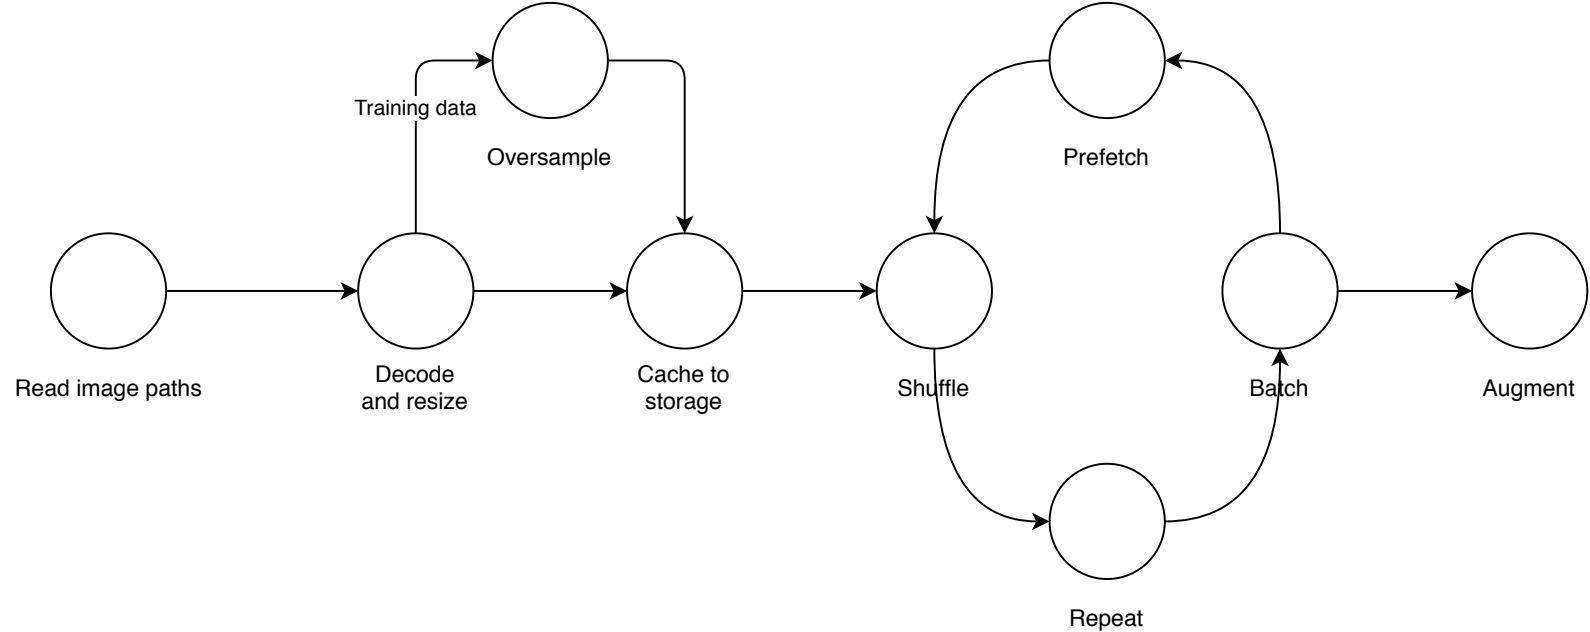 Training data
Oversample
Prefetch
Read image paths
Decode
and resize
Cache to
storage
Shuffle
Batch
Augment
Repeat